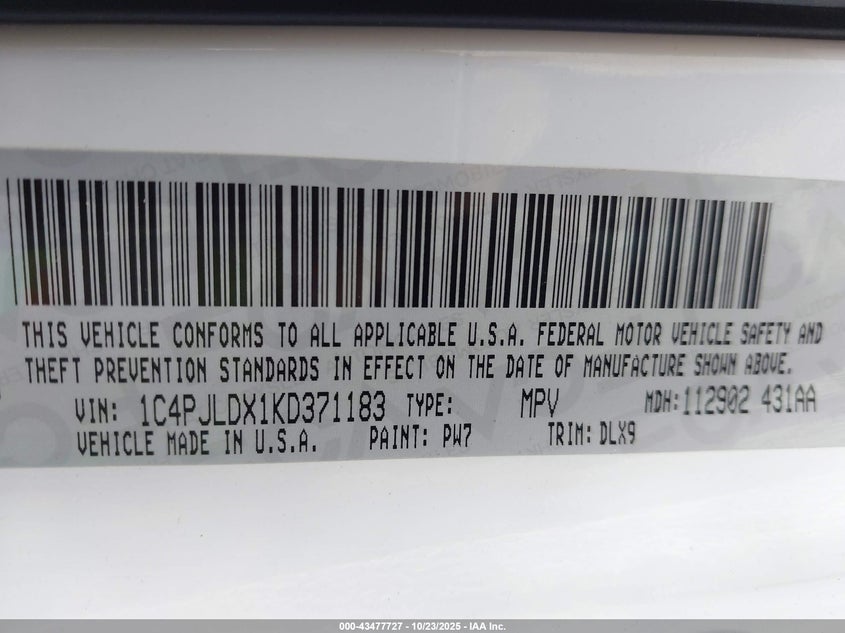 THIS VEHICLE CONFORMS TO ALL APPLICABLE U.S.A. FEDERAL MOTOR VEHICLE SAFETY AND
THEFT PREVENTION STANDARDS IN EFFECT ON THE DATE OF MANUFACTURE SHOWN ABOVE.
VIN: 1C4PJLDX1KD371183 TYPE: MPV MDH:112902 431AA
VEHICLE MADE IN U.S.A. PAINT: PW7 TRIM: DLX9
000-43477727 - 10/23/2025 - IAA Inc.